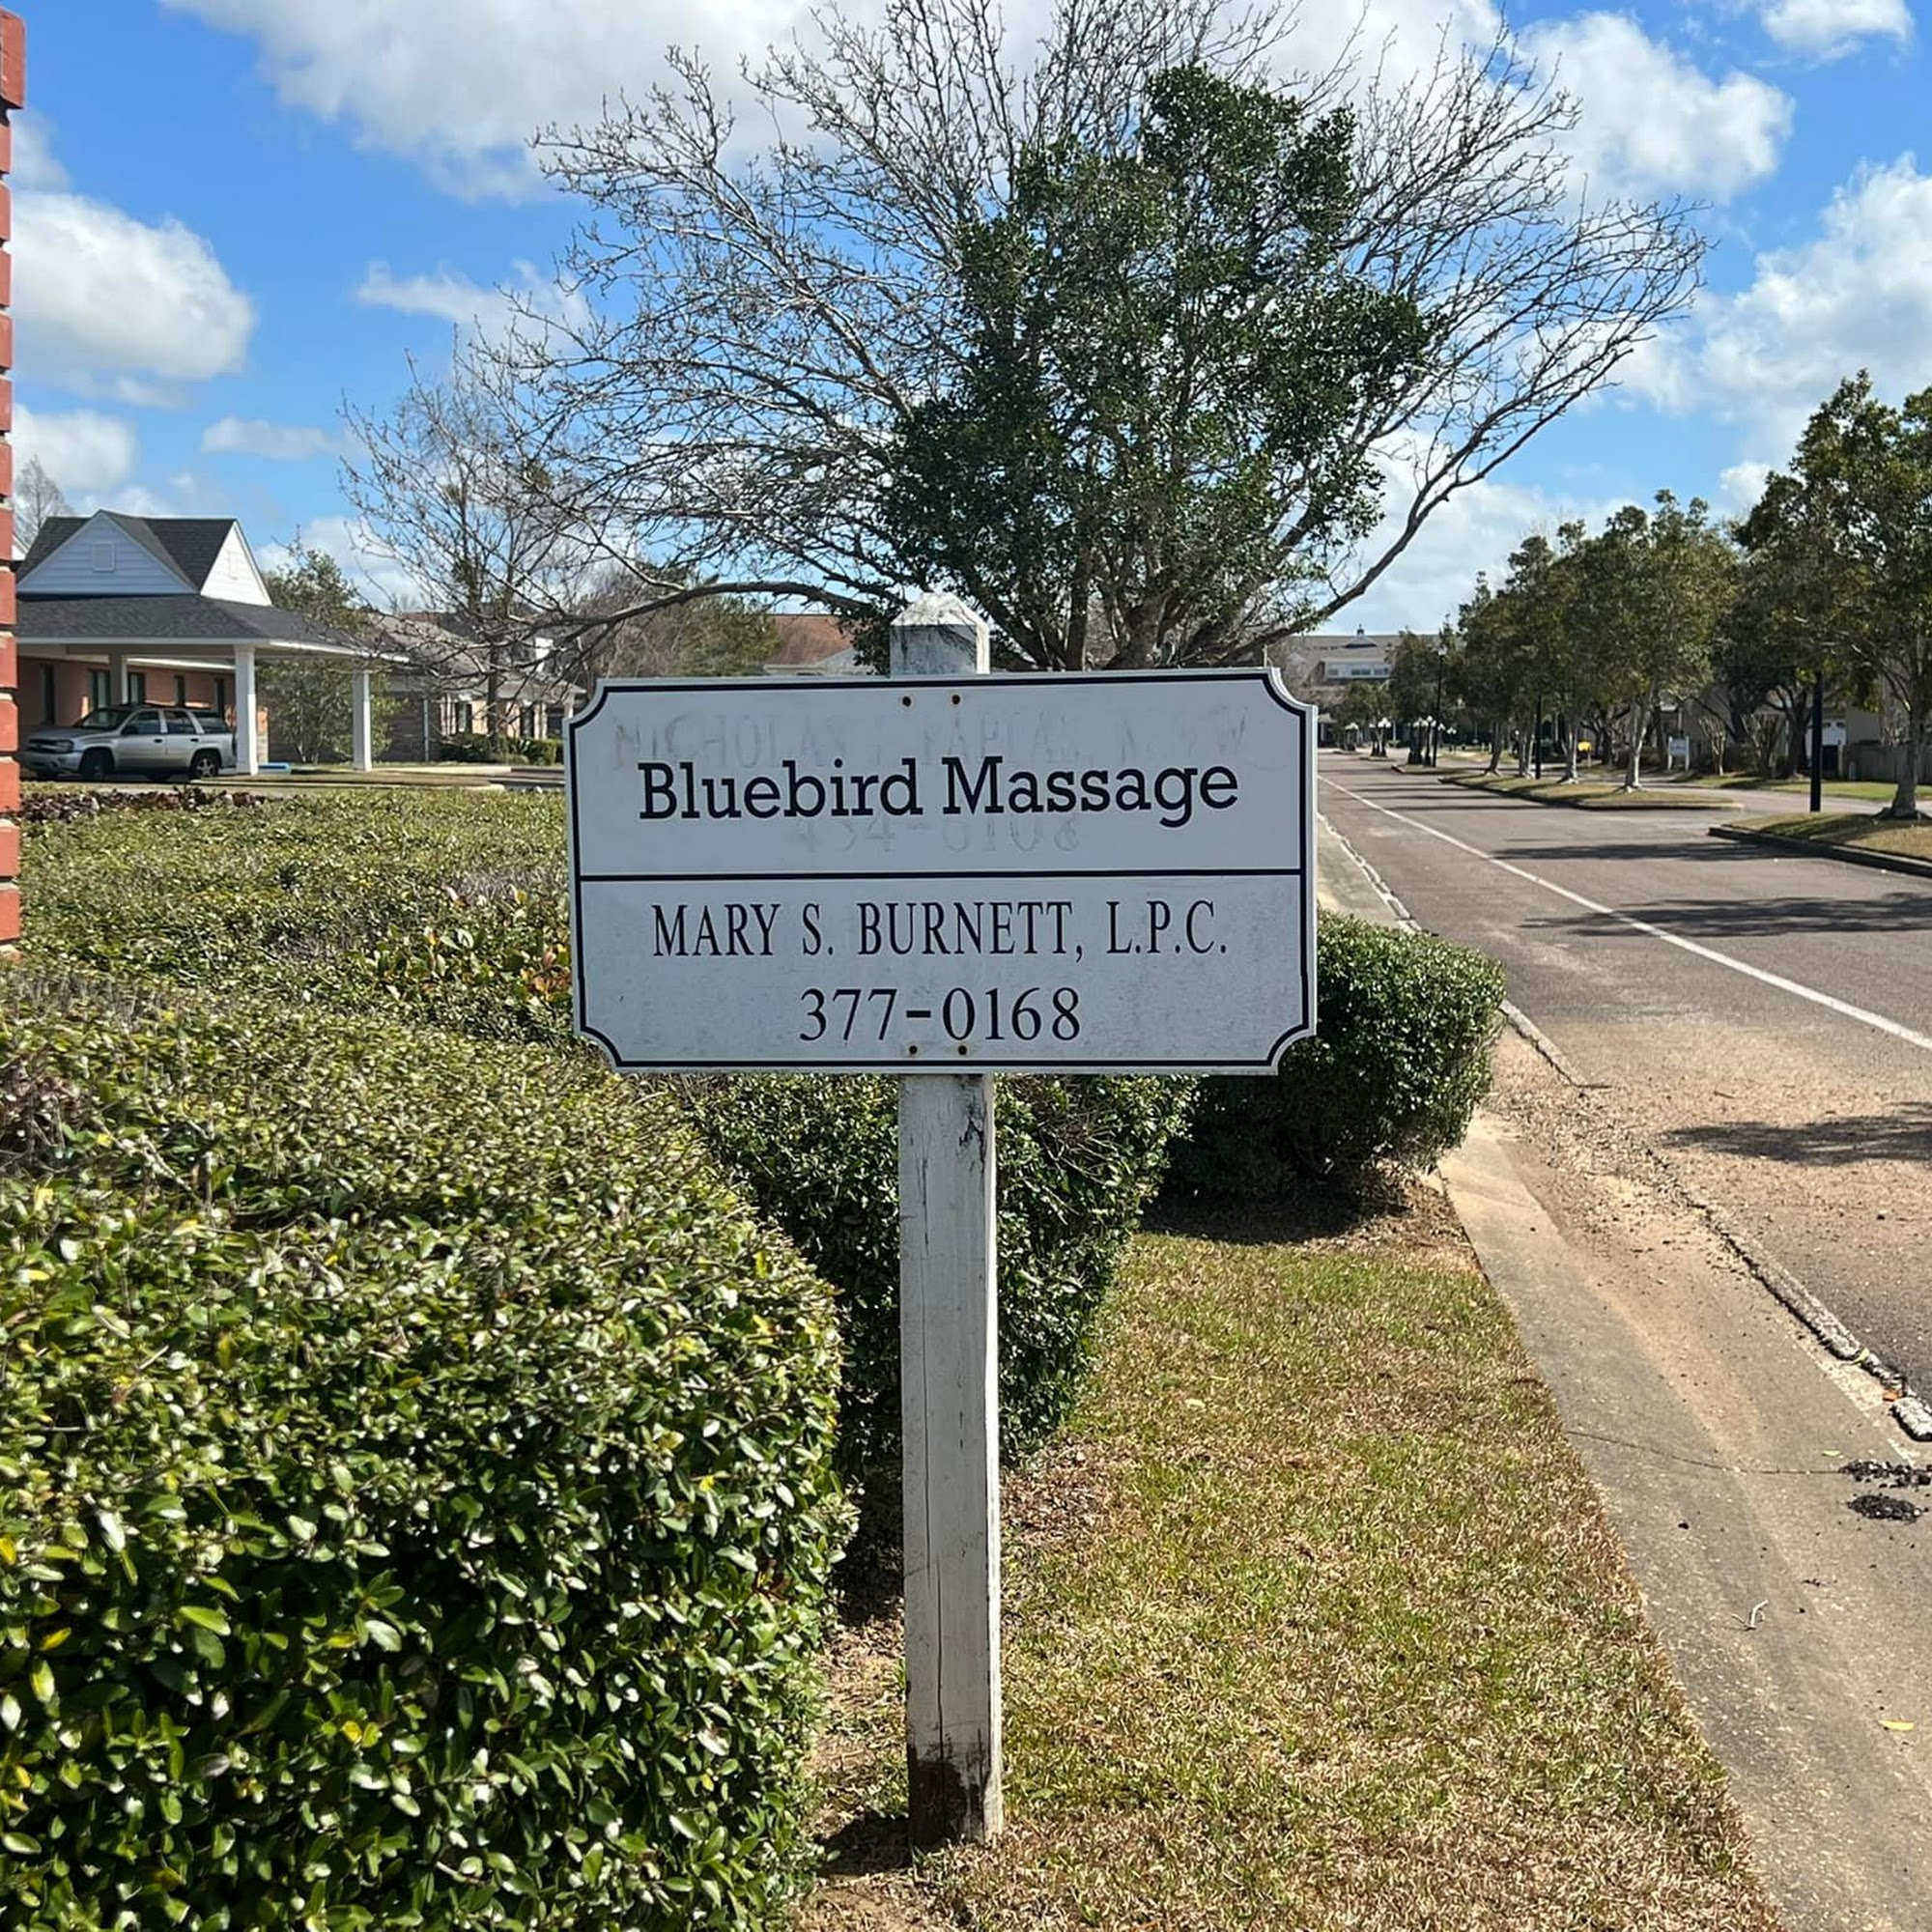 Bluebird Massage
MARY S. BURNETT, L.P.C.
377-0168